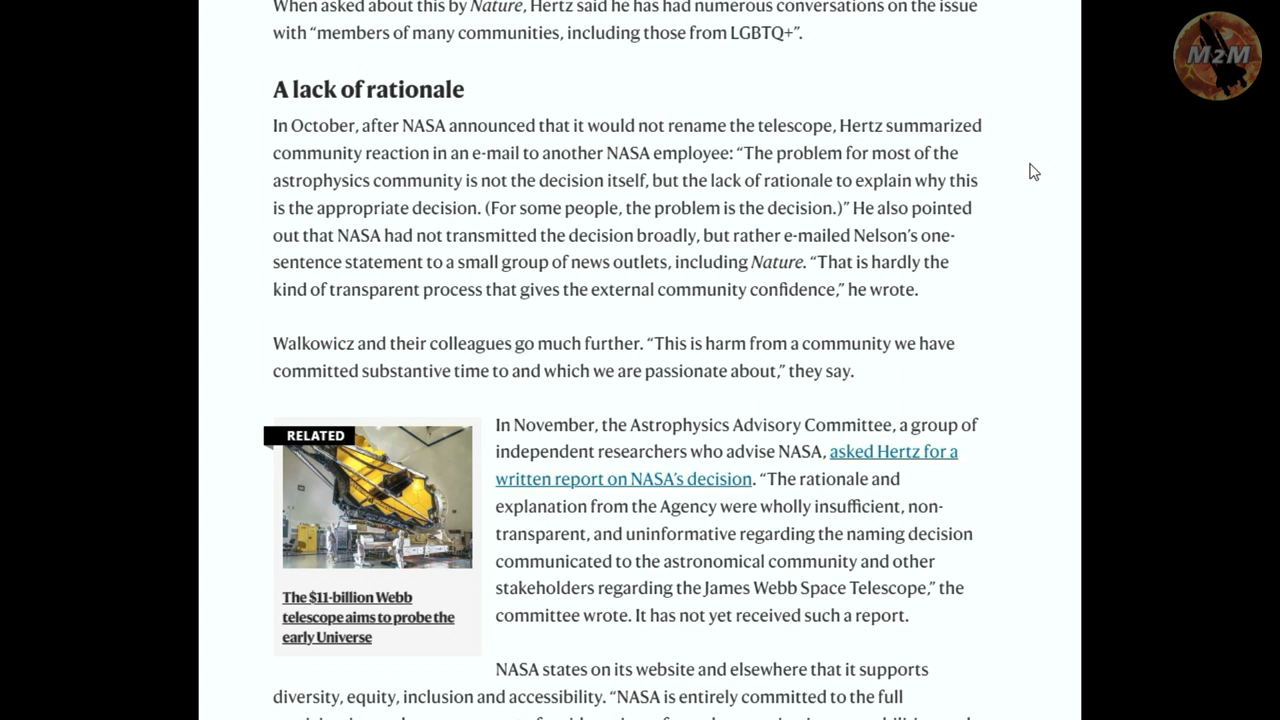 When asked about this by Nature, Hertz said he has had numerous conversations on the issue
with “members of many communities, including those from LGBTQ+”.
M2M
A lack of rationale
In October, after NASA announced that it would not rename the telescope, Hertz summarized
community reaction in an e-mail to another NASA employee: “The problem for most of the
astrophysics community is not the decision itself, but the lack of rationale to explain why this
is the appropriate decision. (For some people, the problem is the decision.)” He also pointed
out that NASA had not transmitted the decision broadly, but rather e-mailed Nelson’s one-
sentence statement to a small group of news outlets, including Nature. “That is hardly the
kind of transparent process that gives the external community confidence,” he wrote.
Walkowicz and their colleagues go much further. “This is harm from a community we have
committed substantive time to and which we are passionate about,” they say.
RELATED
The $11-billion Webb
telescope aims to probe the
early Universe
In November, the Astrophysics Advisory Committee, a group of
independent researchers who advise NASA, asked Hertz for a
written report on NASA’s decision. “The rationale and
explanation from the Agency were wholly insufficient, non-
transparent, and uninformative regarding the naming decision
communicated to the astronomical community and other
stakeholders regarding the James Webb Space Telescope,” the
committee wrote. It has not yet received such a report.
NASA states on its website and elsewhere that it supports
diversity, equity, inclusion and accessibility. “NASA is entirely committed to the full